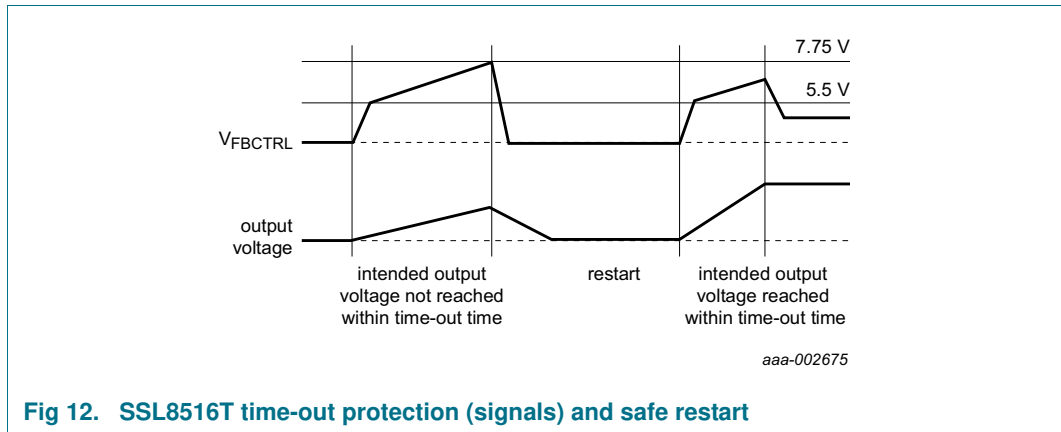 7.75 V
5.5 V
VFBCTRL
output
voltage
intended output
voltage not reached
within time-out time
restart
intended output
voltage reached
within time-out time
aaa-002675
Fig 12. SSL8516T time-out protection (signals) and safe restart